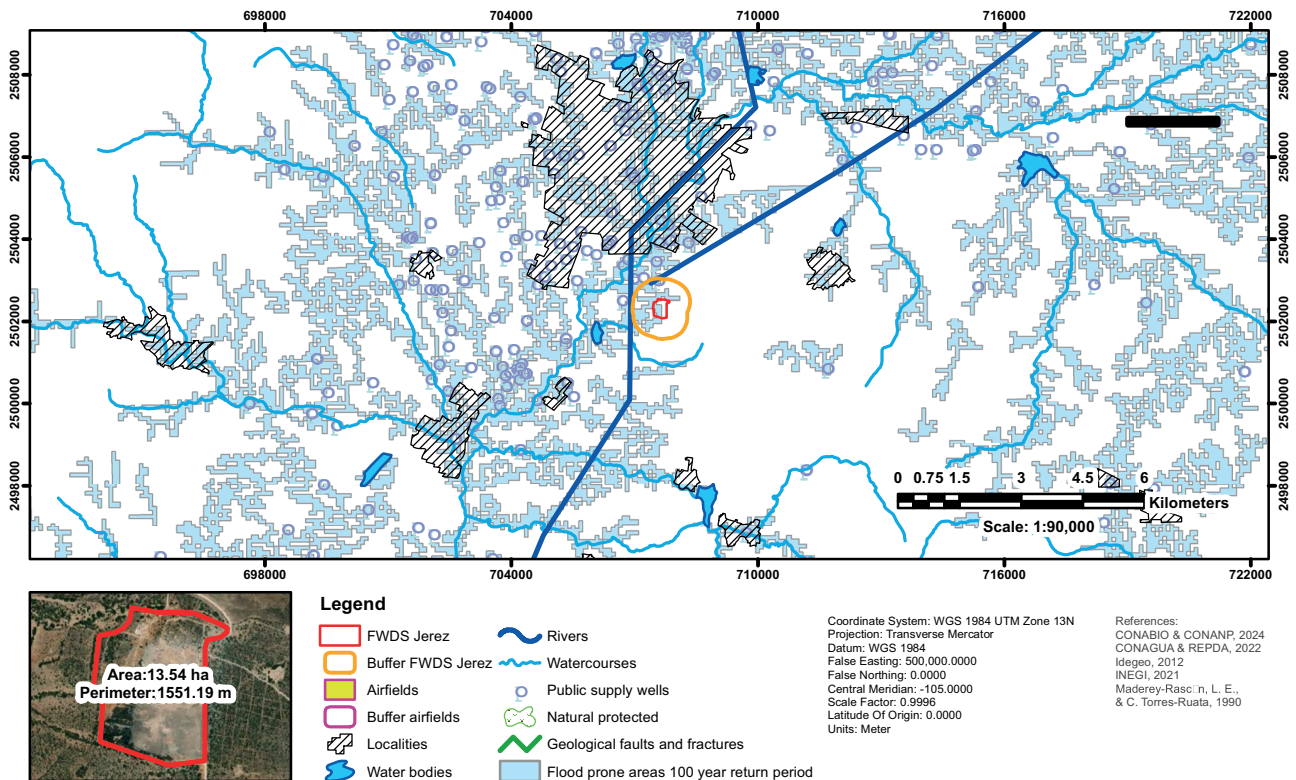 698000 704000 710000 716000 722000
2508000 2508000
2506000 2506000
2504000 2504000
2502000 2502000
2500000 2500000
2498000 2498000
0 0.75 1.5 3 4.5 6
Kilometers
Scale: 1:90,000
698000 704000 710000 716000 722000
Area:13.54 ha
Perimeter:1551.19 m
Legend
FWDS Jerez
Buffer FWDS Jerez
Airfields
Buffer airfields
Localities
Water bodies
Rivers
Watercourses
Public supply wells
Natural protected
Geological faults and fractures
Flood prone areas 100 year return period
Coordinate System: WGS 1984 UTM Zone 13N
Projection: Transverse Mercator
Datum: WGS 1984
False Easting: 500,000.0000
False Northing: 0.0000
Central Meridian: -105.0000
Scale Factor: 0.9996
Latitude Of Origin: 0.0000
Units: Meter
References:
CONABIO & CONANP, 2024
CONAGUA & REPDA, 2022
Idegeo, 2012
INEGI, 2021
Maderey-Rasc□n, L. E.,
& C. Torres-Ruata, 1990